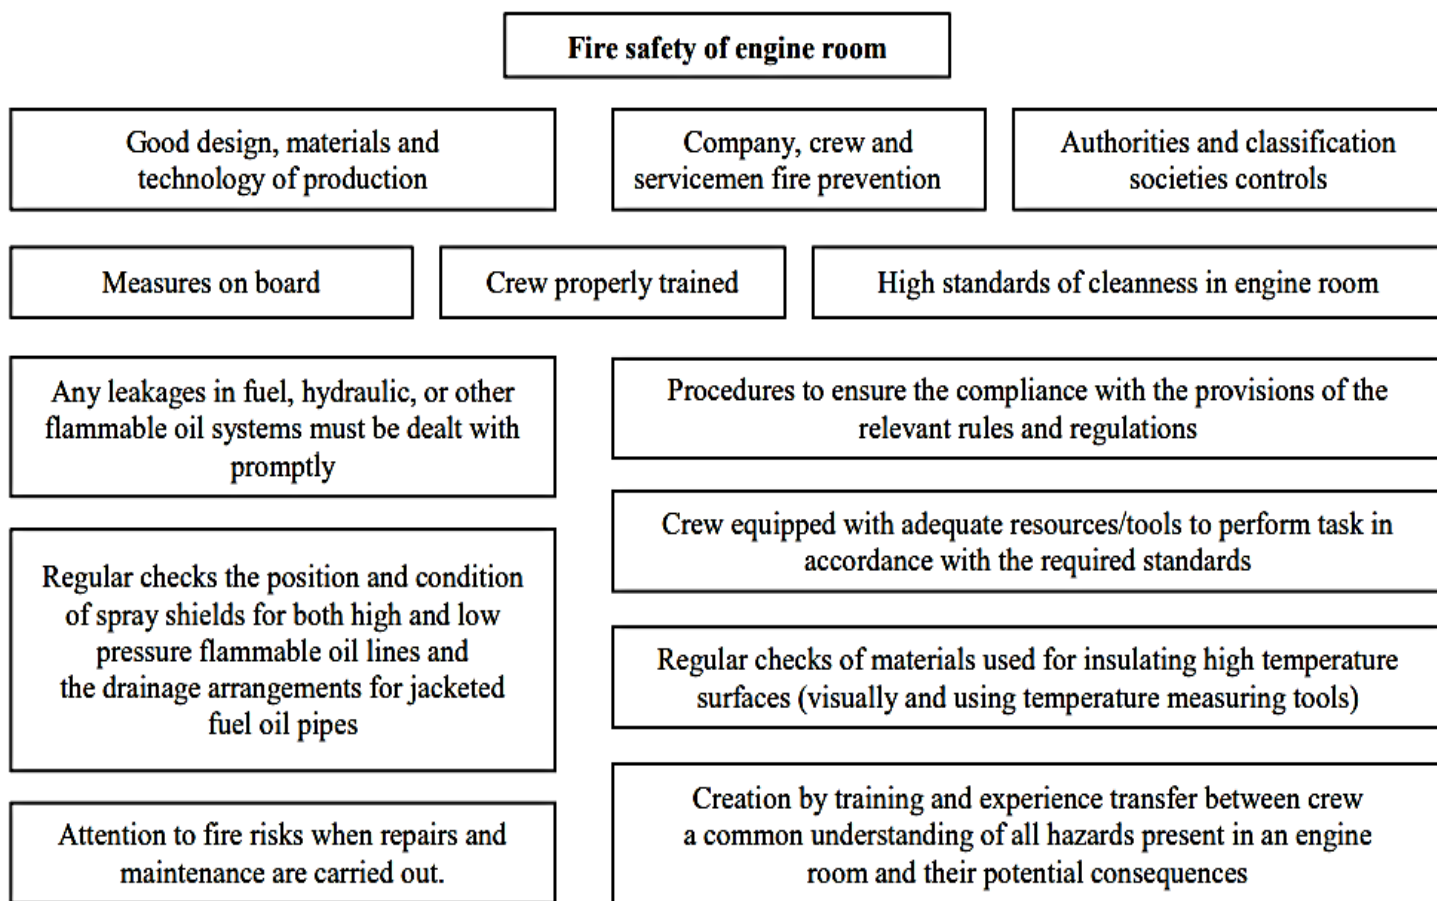 Fire safety of engine room
Good design, materials and
technology of production
Company, crew and
servicemen fire prevention
Authorities and classification
societies controls
Measures on board
Crew properly trained
High standards of cleanness in engine room
Any leakages in fuel, hydraulic, or other
flammable oil systems must be dealt with
promptly
Procedures to ensure the compliance with the provisions of the
relevant rules and regulations
Crew equipped with adequate resources/tools to perform task in
accordance with the required standards
Regular checks the position and condition
of spray shields for both high and low
pressure flammable oil lines and
the drainage arrangements for jacketed
fuel oil pipes
Regular checks of materials used for insulating high temperature
surfaces (visually and using temperature measuring tools)
Attention to fire risks when repairs and
maintenance are carried out.
Creation by training and experience transfer between crew
a common understanding of all hazards present in an engine
room and their potential consequences